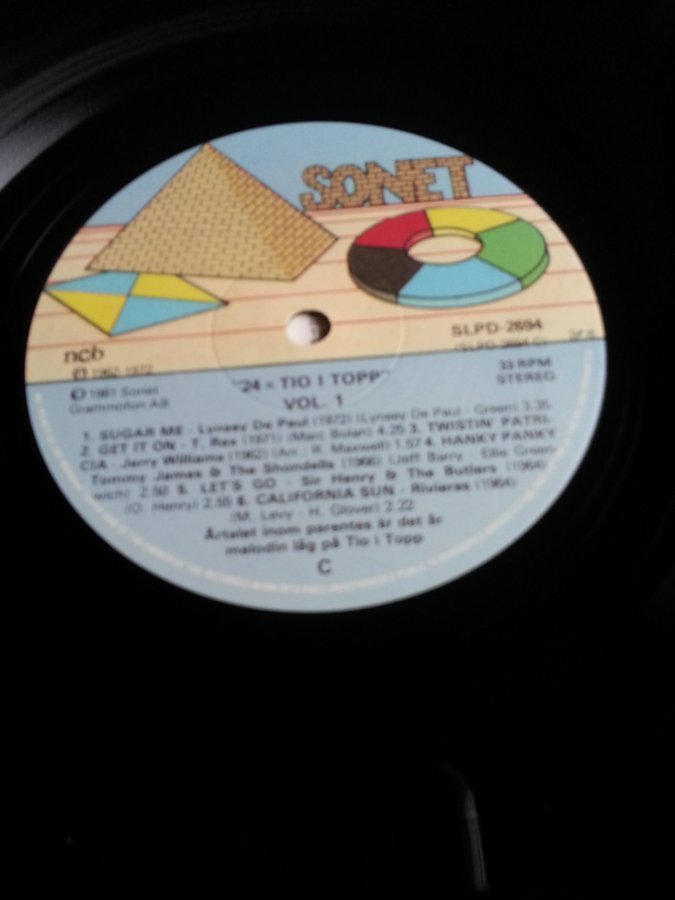 SONET
SLPD-2694
(SLPD-2694 C)
ncb
℗ 1962-1972
© 1981 Sonet
Grammofon AB
33 RPM
STEREO
"24 × TIO I TOPP"
VOL. 1
1. SUGAR ME - Lynsey De Paul (1972) (Lynsey De Paul - Green) 3.35
2. GET IT ON - T. Rex (1971) (Marc Bolan) 4.25 3. TWISTIN' PATRI-
CIA - Jerry Williams (1962) (Arr.: R. Maxwell) 1.57 4. HANKY PANKY
Tommy James & The Shondells (1966) (Jeff Barry - Ellie Green-
wich) 2.50 5. LET'S GO - Sir Henry & The Butlers (1964)
(O. Henry) 2.55 6. CALIFORNIA SUN - Rivieras (1964)
(M. Levy - H. Glover) 2.22
Årtalet inom parentes är det år
melodin låg på Tio i Topp
C